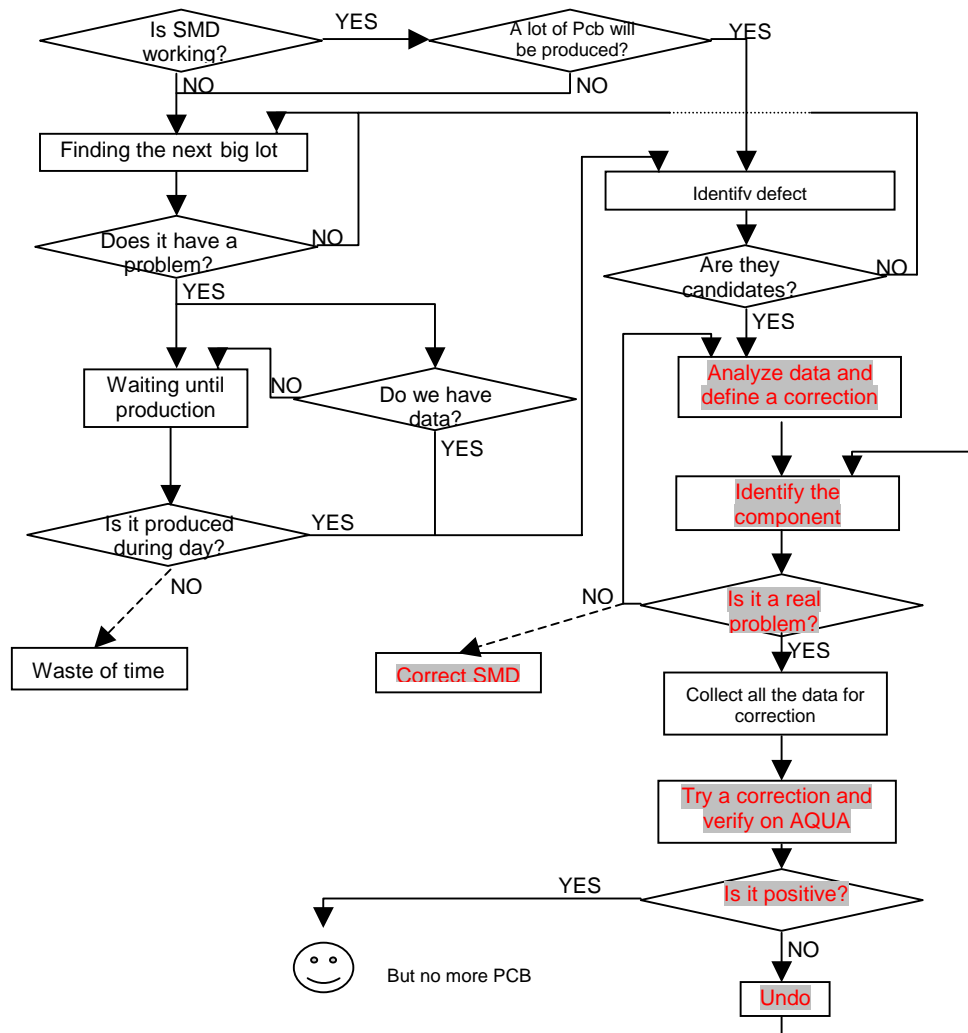 Is SMD
working?
YES
A lot of Pcb will
be produced?
YES
NO
NO
Finding the next big lot
Identify defect
Does it have a
problem?
NO
Are they
candidates?
NO
YES
YES
Waiting until
production
NO
Do we have
data?
Analyze data and
define a correction
YES
Identify the
component
Is it produced
during day?
YES
NO
NO
Is it a real
problem?
YES
Waste of time
Correct SMD
Collect all the data for
correction
Try a correction and
verify on AQUA
YES
Is it positive?
NO
But no more PCB
Undo